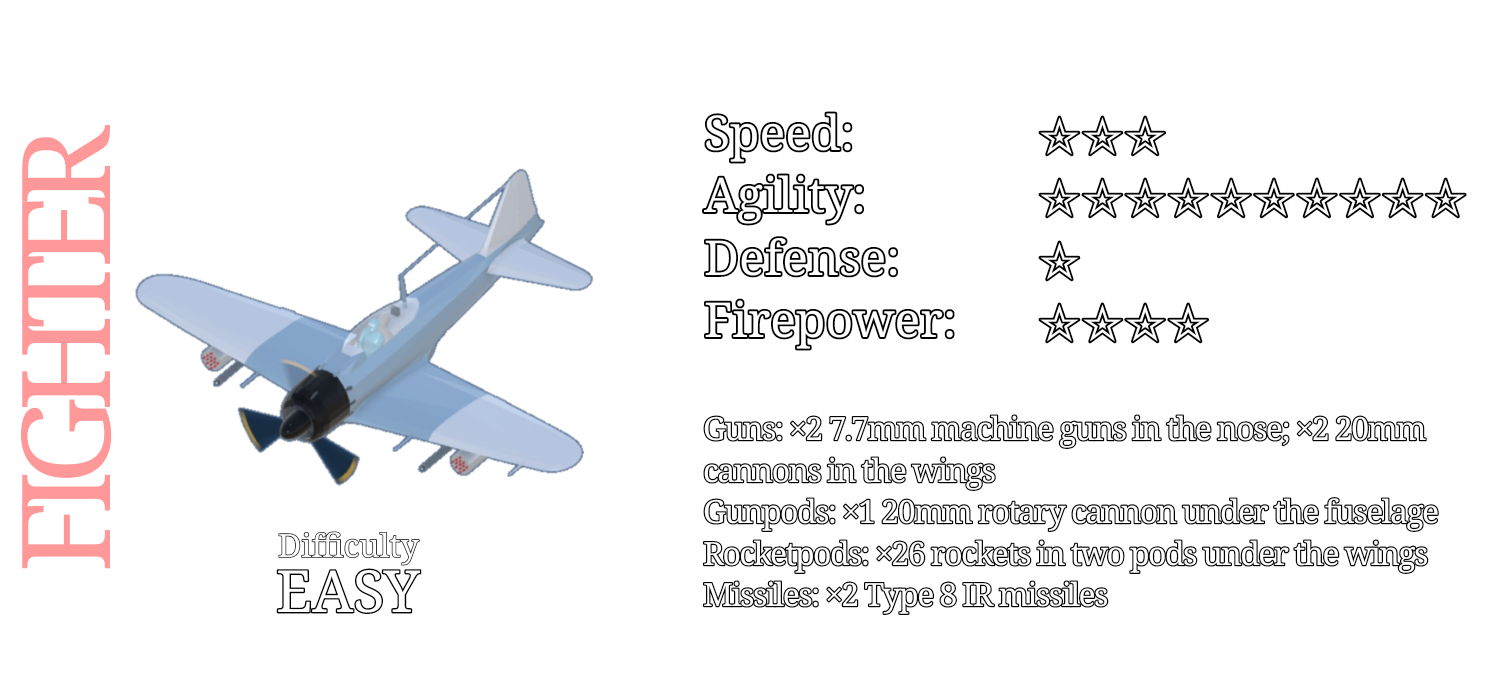 FIGHTER
Difficulty
EASY
Speed: ☆☆☆
Agility: ☆☆☆☆☆☆☆☆☆☆
Defense: ☆
Firepower: ☆☆☆☆
Guns: ×2 7.7mm machine guns in the nose; ×2 20mm
cannons in the wings
Gunpods: ×1 20mm rotary cannon under the fuselage
Rocketpods: ×26 rockets in two pods under the wings
Missiles: ×2 Type 8 IR missiles